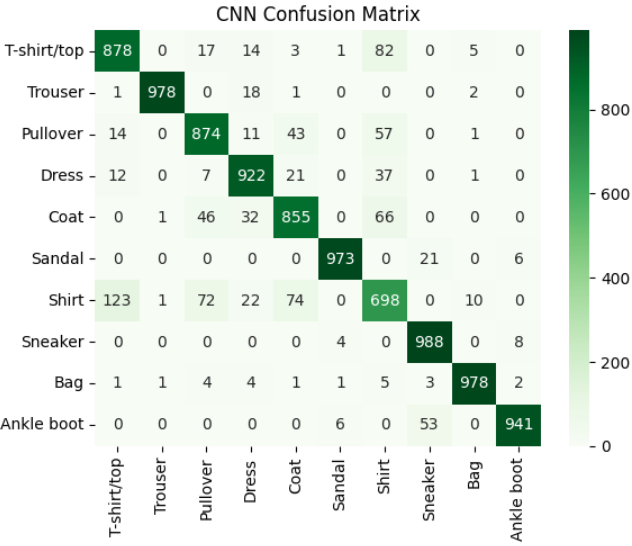 CNN Confusion Matrix
T-shirt/top 878 0 17 14 3 1 82 0 5 0
Trouser 1 978 0 18 1 0 0 0 2 0
Pullover 14 0 874 11 43 0 57 0 1 0
Dress 12 0 7 922 21 0 37 0 1 0
Coat 0 1 46 32 855 0 66 0 0 0
Sandal 0 0 0 0 0 973 0 21 0 6
Shirt 123 1 72 22 74 0 698 0 10 0
Sneaker 0 0 0 0 0 4 0 988 0 8
Bag 1 1 4 4 1 1 5 3 978 2
Ankle boot 0 0 0 0 0 6 0 53 0 941
T-shirt/top Trouser Pullover Dress Coat Sandal Shirt Sneaker Bag Ankle boot
800
600
400
200
0